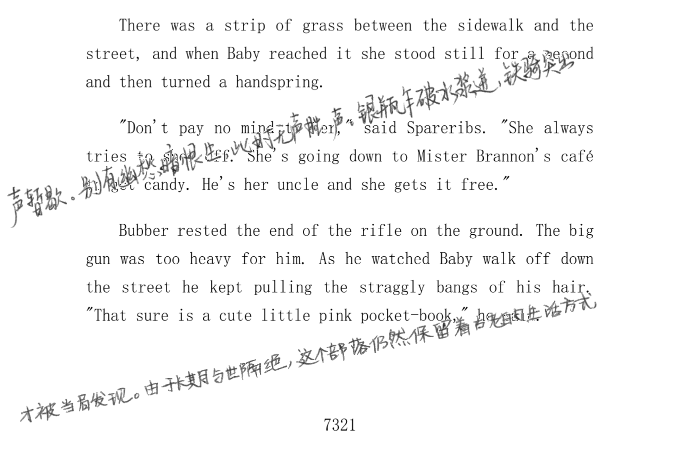 There was a strip of grass between the sidewalk and the
street, and when Baby reached it she stood still for a second
and then turned a handspring.
"Don't pay no mind to her," said Spareribs. "She always
tries to show off. She's going down to Mister Brannon's café
to get candy. He's her uncle and she gets it free."
声暂歇。别有幽愁暗恨生,此时无声胜声。银瓶乍破水浆迸,铁骑突出
Bubber rested the end of the rifle on the ground. The big
gun was too heavy for him. As he watched Baby walk off down
the street he kept pulling the straggly bangs of his hair.
"That sure is a cute little pink pocket-book," he said.
才被当局发现。由于长期与世隔绝,这个部落仍然保留着古老的生活方式
7321